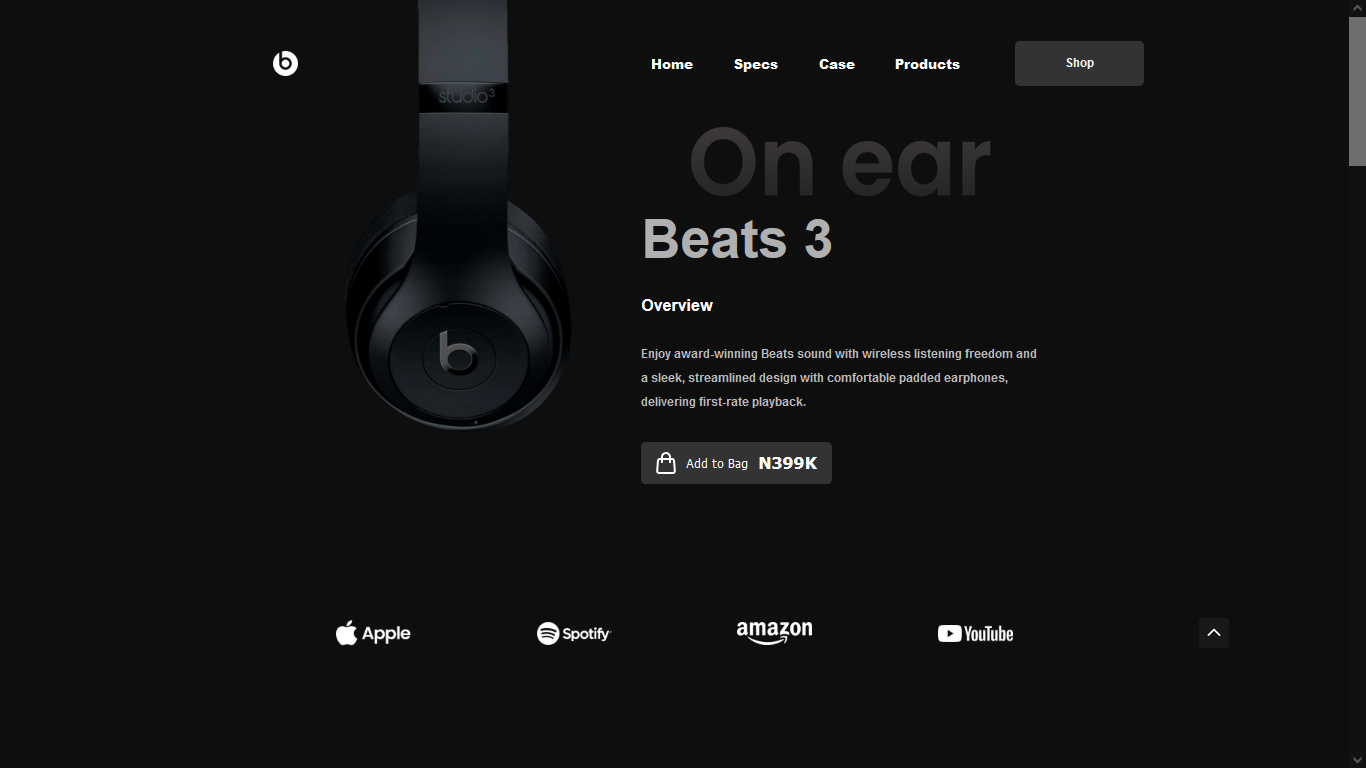 Home Specs Case Products Shop
studio3
On ear
Beats 3
Overview
Enjoy award-winning Beats sound with wireless listening freedom and
a sleek, streamlined design with comfortable padded earphones,
delivering first-rate playback.
Add to Bag N399K
Apple Spotify amazon YouTube